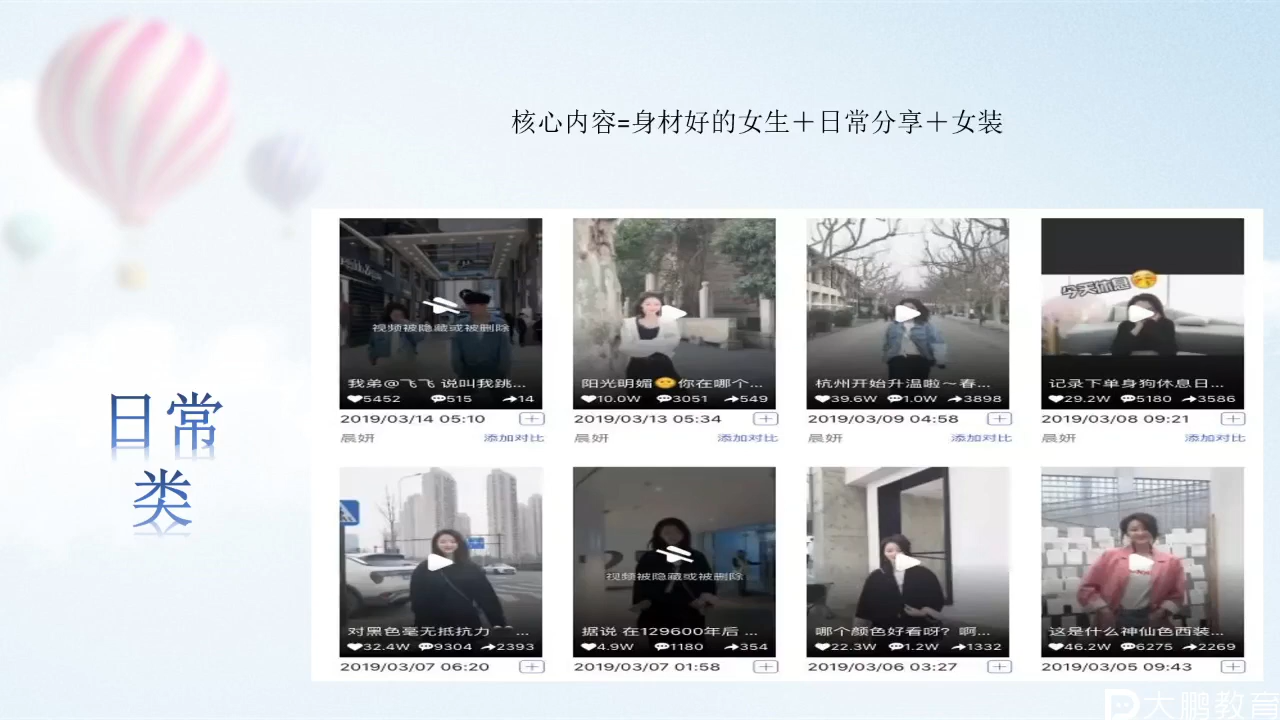 核心内容=身材好的女生＋日常分享＋女装
日常
类
视频被隐藏或被删除
我弟@飞飞 说叫我跳...
5452 515 14
2019/03/14 05:10
晨妍 添加对比
阳光明媚😁你在哪个...
10.0W 3051 549
2019/03/13 05:34
晨妍 添加对比
杭州开始升温啦～春...
39.6W 1.0W 3898
2019/03/09 04:58
晨妍 添加对比
今天休息
记录下单身狗休息日...
29.2W 5180 3586
2019/03/08 09:21
晨妍 添加对比
对黑色毫无抵抗力 ...
32.4W 9304 2393
2019/03/07 06:20
视频被隐藏或被删除
据说 在129600年后 ...
4.9W 1180 354
2019/03/07 01:58
哪个颜色好看呀？啊...
22.3W 1.2W 1332
2019/03/06 03:27
这是什么神仙色西装...
46.2W 6275 2269
2019/03/05 09:43
大鹏教育